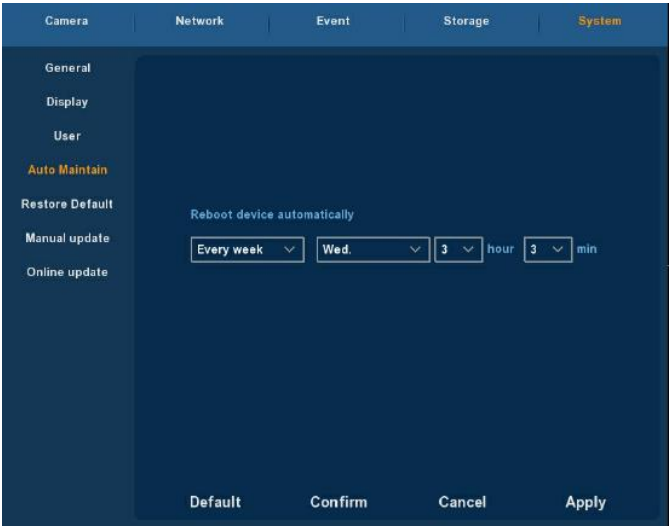 Camera Network Event Storage System
General
Display
User
Auto Maintain
Restore Default
Manual update
Online update
Reboot device automatically
Every week Wed. 3 hour 3 min
Default Confirm Cancel Apply